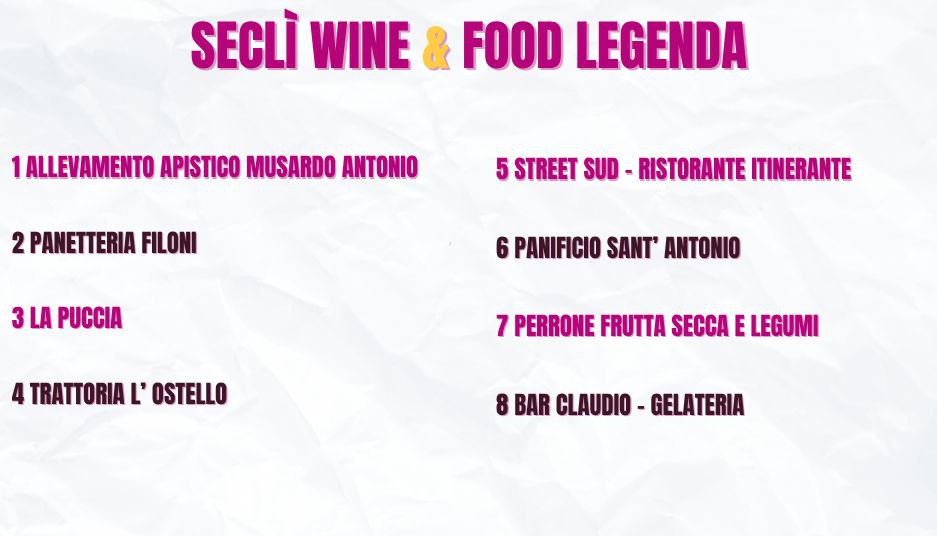 SECLÌ WINE & FOOD LEGENDA
1 ALLEVAMENTO APISTICO MUSARDO ANTONIO
2 PANETTERIA FILONI
3 LA PUCCIA
4 TRATTORIA L’ OSTELLO
5 STREET SUD - RISTORANTE ITINERANTE
6 PANIFICIO SANT’ ANTONIO
7 PERRONE FRUTTA SECCA E LEGUMI
8 BAR CLAUDIO - GELATERIA